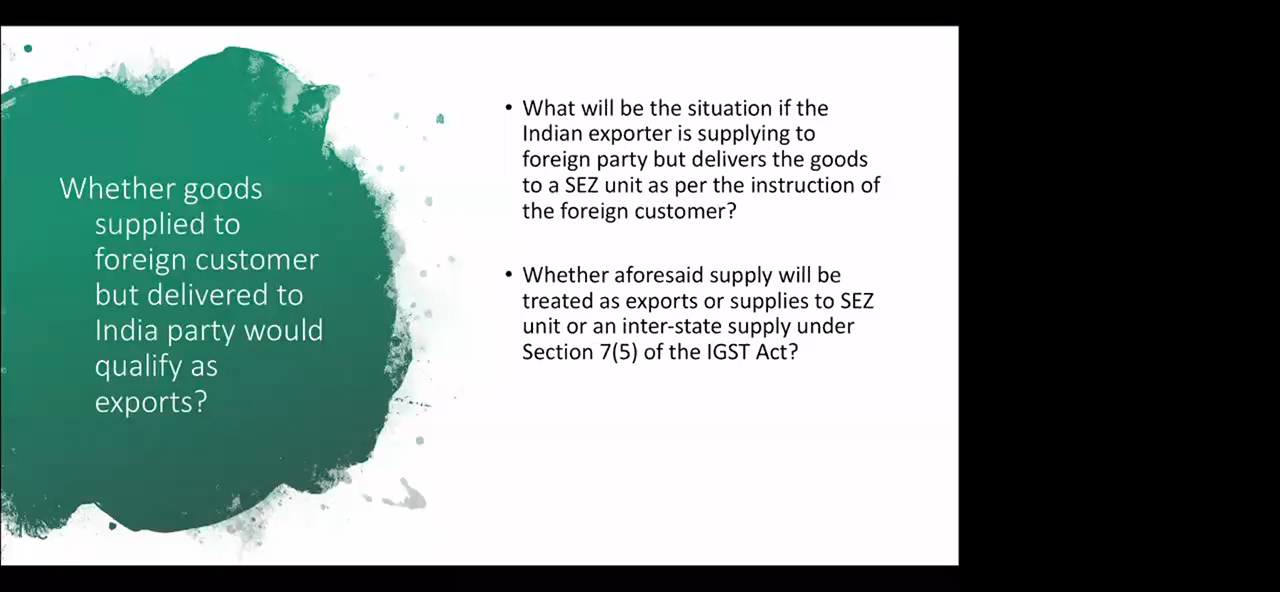 Whether goods
supplied to
foreign customer
but delivered to
India party would
qualify as
exports?
• What will be the situation if the
Indian exporter is supplying to
foreign party but delivers the goods
to a SEZ unit as per the instruction of
the foreign customer?
• Whether aforesaid supply will be
treated as exports or supplies to SEZ
unit or an inter-state supply under
Section 7(5) of the IGST Act?